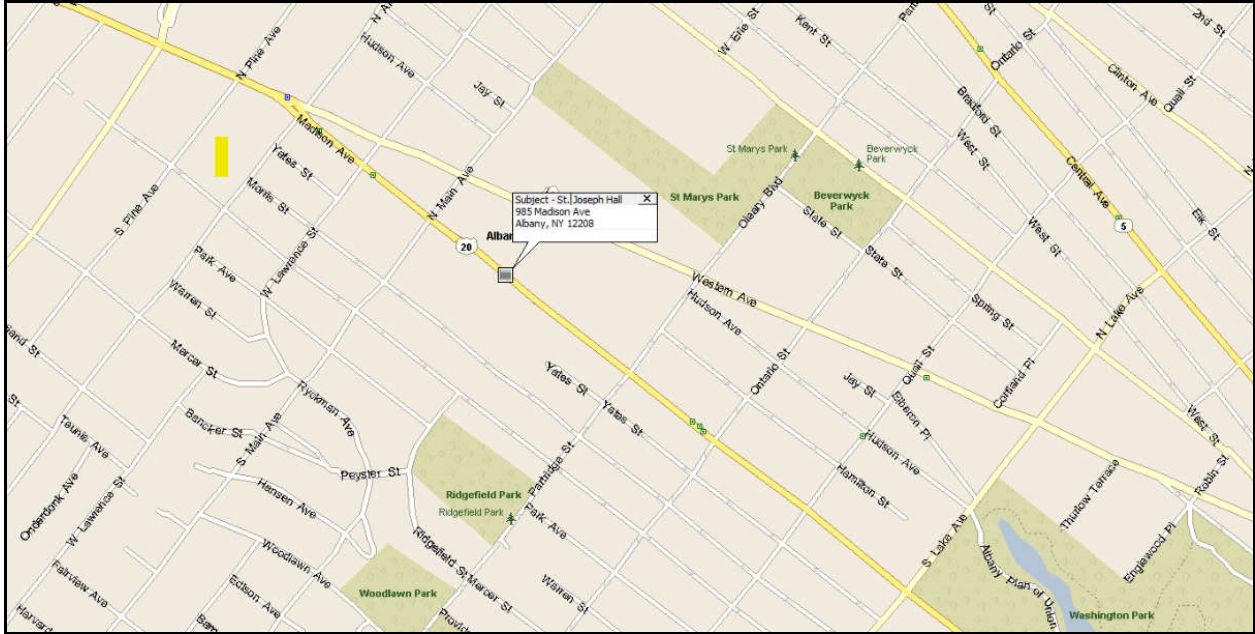 N Pine Ave
Hudson Ave
Jay St
W Erie St
Kent St
Ontario St
2nd St
Clinton Ave
Quail St
Bradford St
West St
Central Ave
5
Elk St
Madison Ave
Yates St
Morris St
S Pine Ave
W Lawrence St
N Main Ave
St Marys Park
Beverwyck
Park
St Marys Park
Beverwyck
Park
Subject - St. Joseph Hall X
985 Madison Ave
Albany, NY 12208
20
Oleary Blvd
State St
State St
West St
Spring St
N Lake Ave
Western Ave
Hudson Ave
Park Ave
Warren St
Mercer St
Ryckman Ave
Bancker St
S Main Ave
Peyster St
Hansen Ave
Onderdonk Ave
W Lawrence St
Woodlawn Ave
Fairview Ave
Edson Ave
Yates St
Yates St
Ontario St
Jay St
Quail St
Elberon Pl
Cortland Pl
West St
Hudson Ave
Hamilton St
Partridge St
Ridgefield Park
Ridgefield Park
Park Ave
Ridgefield St
Mercer St
Warren St
Woodlawn Park
S Lake Ave
Thurlow Terrace
Robin St
Englewood Pl
Albany Plan of Union
Washington Park